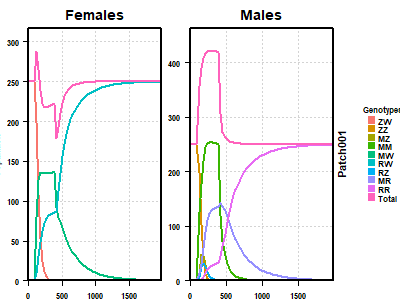 Females
Males
300
250
200
150
100
50
0
0
500
1000
1500
400
300
200
100
0
0
500
1000
1500
Patch001
Genotypes
ZW
ZZ
MZ
MM
MW
RW
RZ
MR
RR
Total